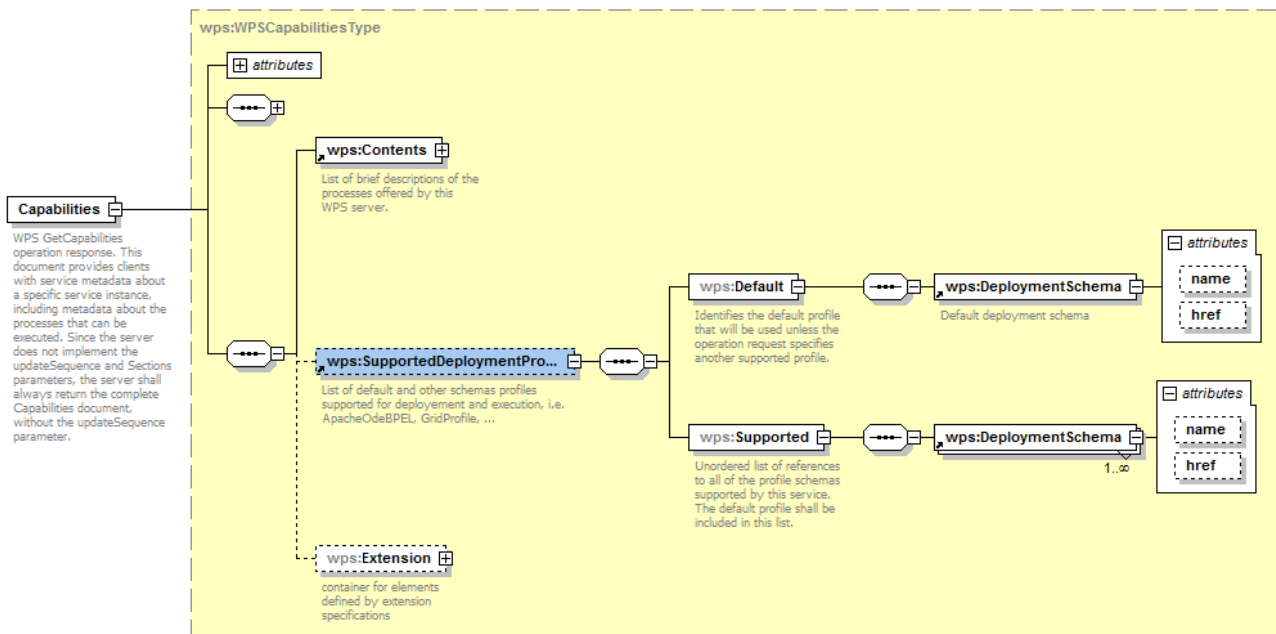 wps:WPSCapabilitiesType
attributes
wps:Contents
List of brief descriptions of the
processes offered by this
WPS server.
Capabilities
WPS GetCapabilities
operation response. This
document provides clients
with service metadata about
a specific service instance,
including metadata about the
processes that can be
executed. Since the server
does not implement the
updateSequence and Sections
parameters, the server shall
always return the complete
Capabilities document,
without the updateSequence
parameter.
wps:SupportedDeploymentPro...
List of default and other schemas profiles
supported for deployement and execution, i.e.
ApacheOdeBPEL, GridProfile, ...
wps:Default
Identifies the default profile
that will be used unless the
operation request specifies
another supported profile.
wps:DeploymentSchema
Default deployment schema
attributes
name
href
wps:Supported
Unordered list of references
to all of the profile schemas
supported by this service.
The default profile shall be
included in this list.
wps:DeploymentSchema
1..∞
attributes
name
href
wps:Extension
container for elements
defined by extension
specifications